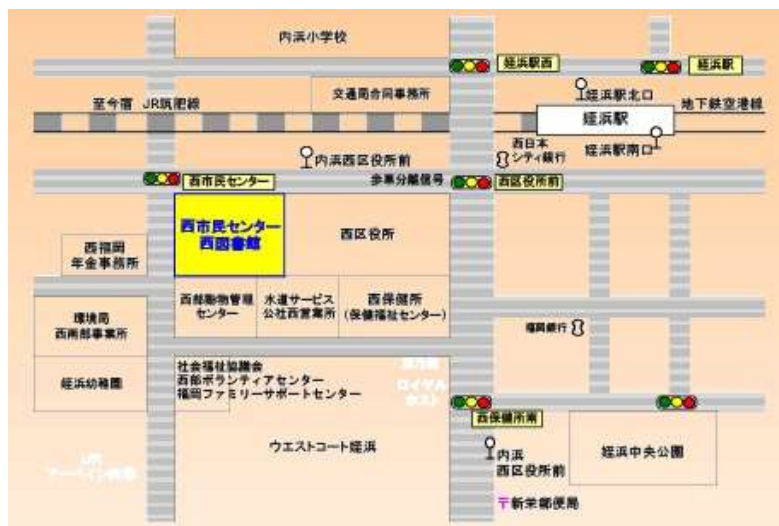 内浜小学校
姪浜駅西
姪浜駅
交通局合同事務所
姪浜駅北口
至今宿 JR筑肥線
地下鉄空港線
姪浜駅
西日本
シティ銀行
姪浜駅南口
内浜西区役所前
西市民センター
歩車分離信号
西区役所前
西市民センター
西図書館
西区役所
西福岡
年金事務所
西部動物管理
センター
水道サービス
公社西営業所
西保健所
(保健福祉センター)
環境局
西南部事業所
福岡銀行
社会福祉協議会
西部ボランティアセンター
福岡ファミリーサポートセンター
姪浜幼稚園
ロイヤル
ホスト
西保健所南
ウエストコート姪浜
内浜
西区役所前
姪浜中央公園
〒新栄郵便局